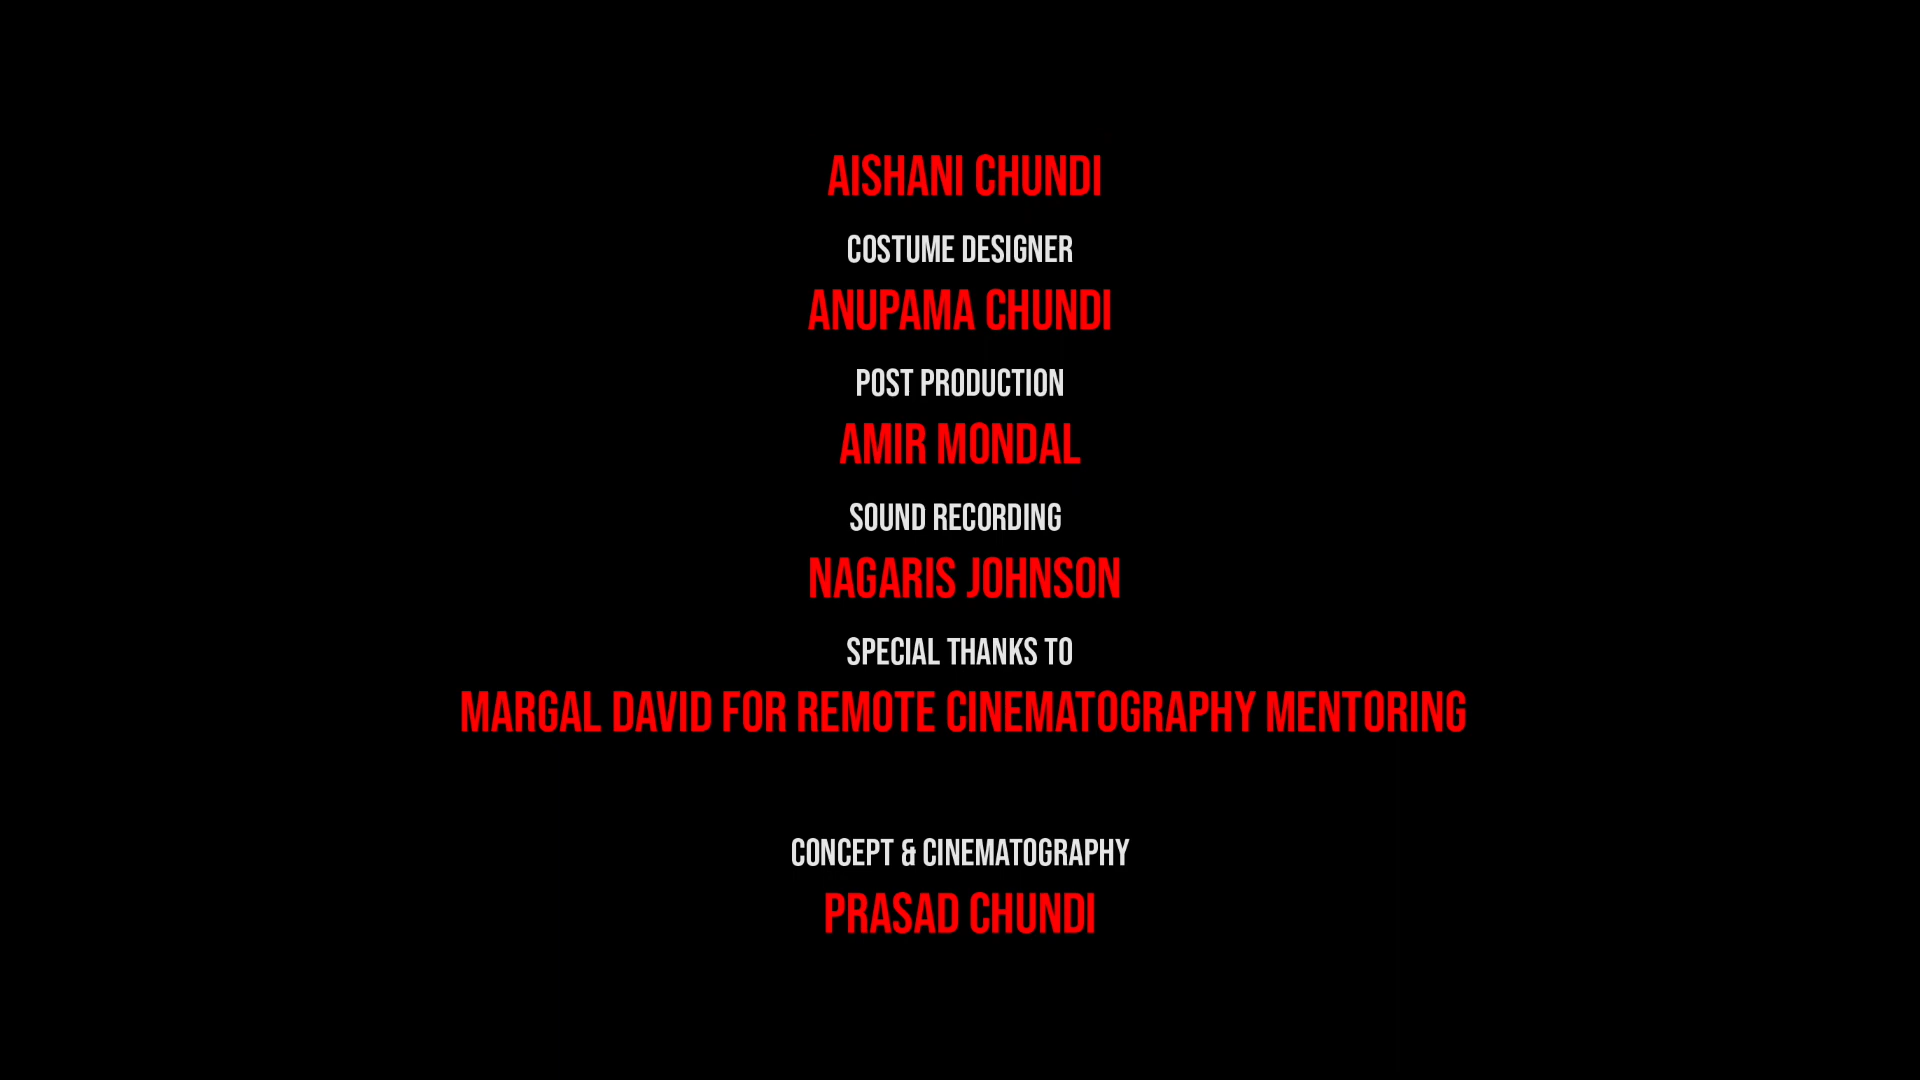 AISHANI CHUNDI
COSTUME DESIGNER
ANUPAMA CHUNDI
POST PRODUCTION
AMIR MONDAL
SOUND RECORDING
NAGARIS JOHNSON
SPECIAL THANKS TO
MARGAL DAVID FOR REMOTE CINEMATOGRAPHY MENTORING
CONCEPT & CINEMATOGRAPHY
PRASAD CHUNDI